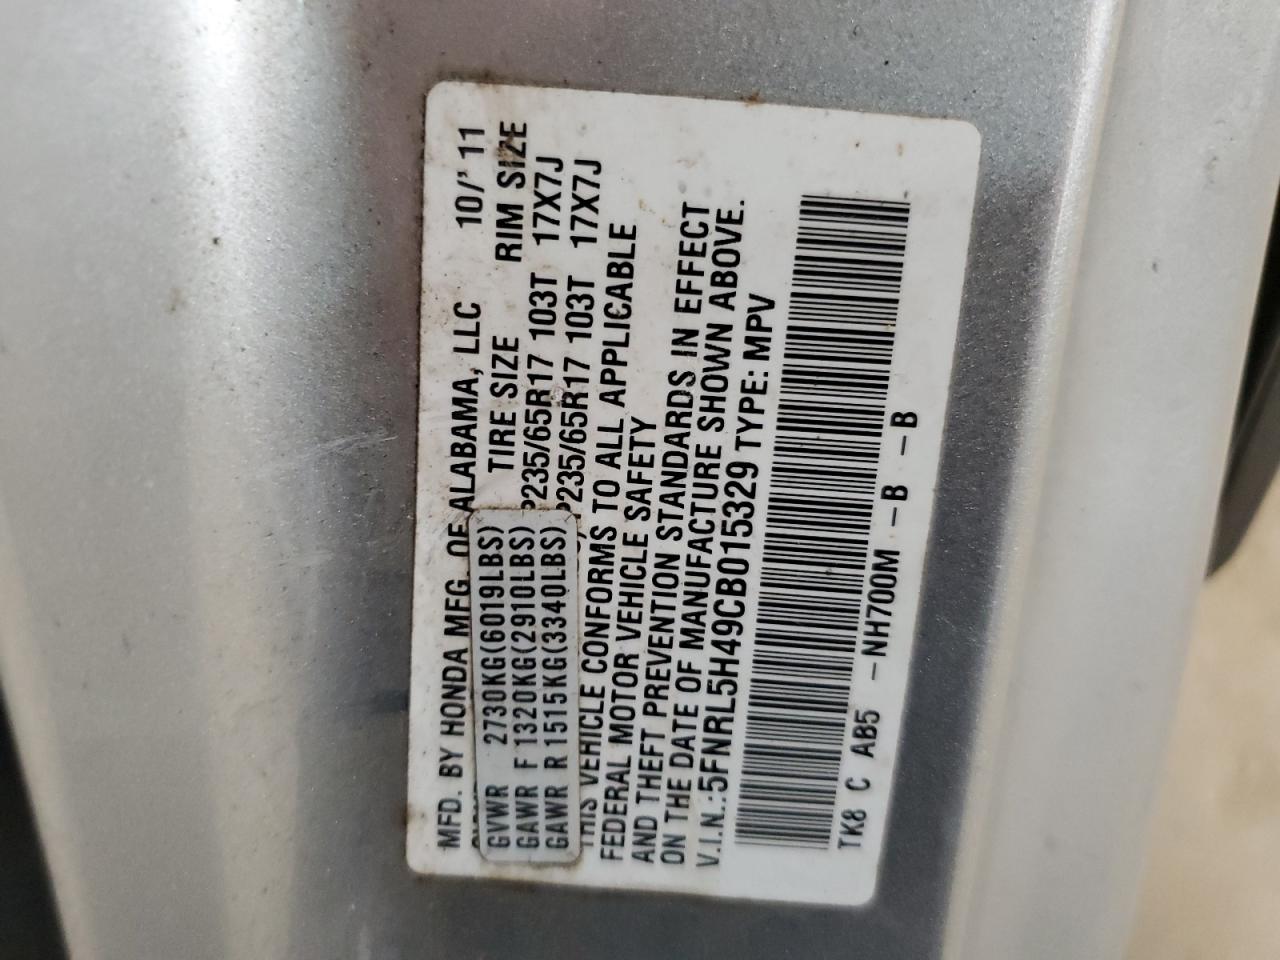 MFD. BY HONDA MFG. OF ALABAMA, LLC 10/'11
TIRE SIZE RIM SIZE
GVWR 2730KG(6019LBS)
GAWR F 1320KG(2910LBS) P235/65R17 103T 17X7J
GAWR R 1515KG(3340LBS) P235/65R17 103T 17X7J
THIS VEHICLE CONFORMS TO ALL APPLICABLE
FEDERAL MOTOR VEHICLE SAFETY
AND THEFT PREVENTION STANDARDS IN EFFECT
ON THE DATE OF MANUFACTURE SHOWN ABOVE.
V.I.N.:5FNRL5H49CB015329 TYPE: MPV
TK8 C AB5 -NH700M -B -B